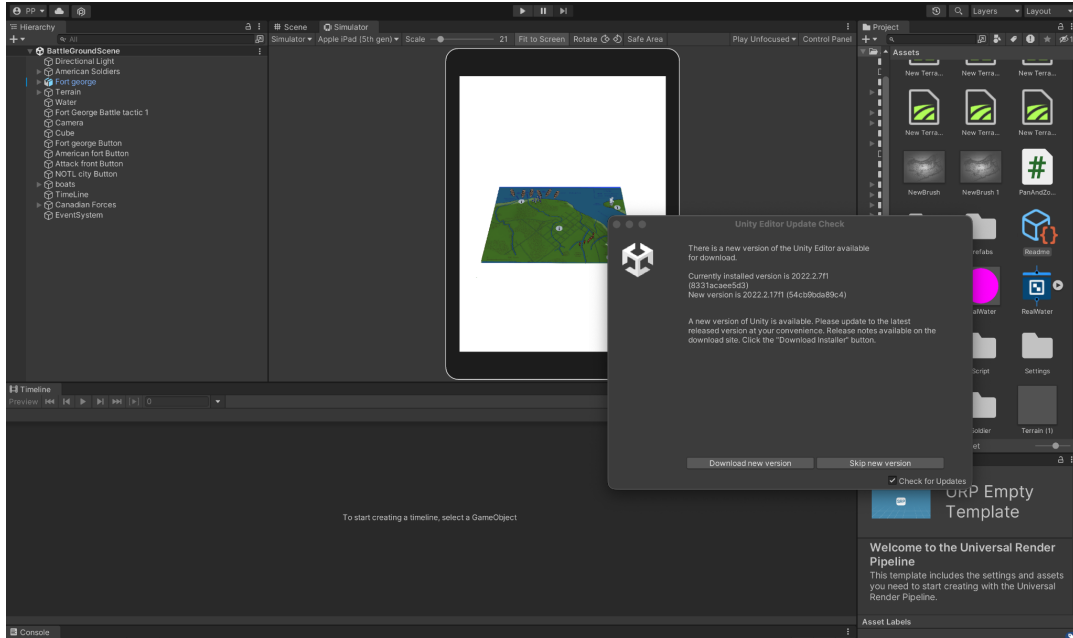 PP
Layers
Layout
Hierarchy
All
BattleGroundScene
Directional Light
American Soldiers
Fort george
Terrain
Water
Fort George Battle tactic 1
Camera
Cube
Fort george Button
American fort Button
Attack front Button
NOTL city Button
boats
TimeLine
Canadian Forces
EventSystem
Scene
Simulator
Simulator Apple iPad (5th gen) Scale 21 Fit to Screen Rotate Safe Area Play Unfocused Control Panel
Project
Assets
New Terra... New Terra... New Terra...
New Terra... New Terra... New Terra...
NewBrush NewBrush 1 PanAndZo...
#
refabs Readme
alWater RealWater
Script Settings
oldier Terrain (1)
et
Unity Editor Update Check
There is a new version of the Unity Editor available
for download.
Currently installed version is 2022.2.7f1
(8331acaee5d3)
New version is 2022.2.17f1 (54cb9bda89c4)
A new version of Unity is available. Please update to the latest
released version at your convenience. Release notes available on the
download site. Click the "Download Installer" button.
Download new version Skip new version
Check for Updates
Timeline
Preview 0
To start creating a timeline, select a GameObject
URP Empty
Template
Welcome to the Universal Render
Pipeline
This template includes the settings and assets
you need to start creating with the Universal
Render Pipeline.
Asset Labels
Console